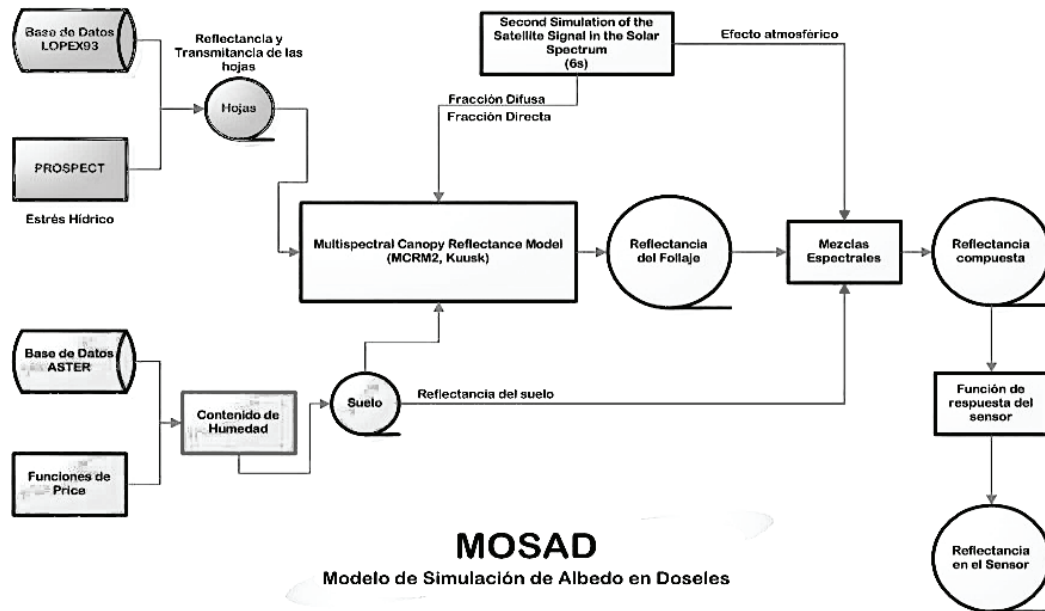 Base de Datos
LOPEX93
Reflectancia y
Transmitancia de las
hojas
Hojas
PROSPECT
Estrés Hídrico
Second Simulation of the
Satellite Signal in the Solar
Spectrum
(6s)
Efecto atmosférico
Fracción Difusa
Fracción Directa
Multispectral Canopy Reflectance Model
(MCRM2, Kuusk)
Reflectancia
del Follaje
Mezclas
Espectrales
Reflectancia
compuesta
Base de Datos
ASTER
Funciones de
Price
Contenido de
Humedad
Suelo
Reflectancia del suelo
Función de
respuesta del
sensor
Reflectancia
en el Sensor
MOSAD
Modelo de Simulación de Albedo en Doseles